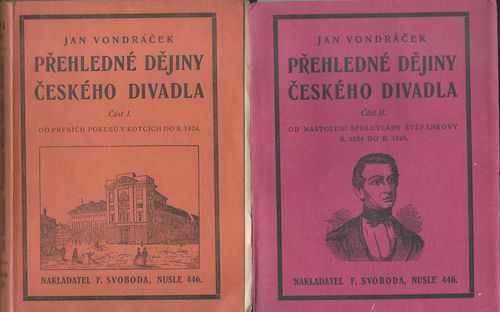 JAN VONDRÁČEK
PŘEHLEDNÉ DĚJINY
ČESKÉHO DIVADLA
Část I.
OD PRVNÍCH POKUSŮ V KOTCÍCH DO R. 1824.
NAKLADATEL F. SVOBODA, NUSLE 446.
JAN VONDRÁČEK
PŘEHLEDNÉ DĚJINY
ČESKÉHO DIVADLA
Část II.
OD NASTOLENÍ SPOLUVLÁDY ŠTĚPÁNKOVY
R. 1824 DO R. 1846.
NAKLADATEL F. SVOBODA, NUSLE 446.